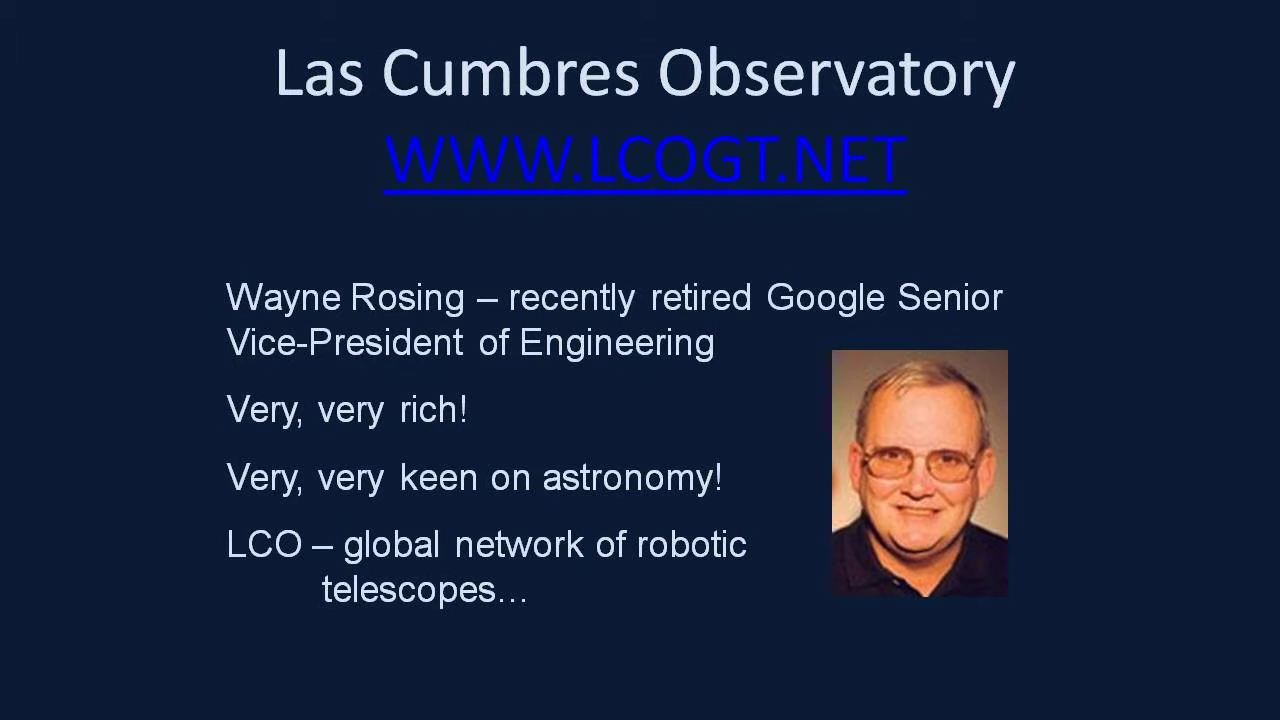 Las Cumbres Observatory
WWW.LCOGT.NET
Wayne Rosing – recently retired Google Senior
Vice-President of Engineering
Very, very rich!
Very, very keen on astronomy!
LCO – global network of robotic
telescopes…